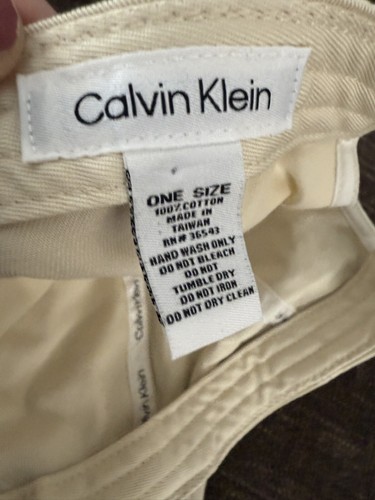 Calvin Klein
ONE SIZE
100% COTTON
MADE IN
TAIWAN
RN# 36543
HAND WASH ONLY
DO NOT BLEACH
DO NOT
TUMBLE DRY
DO NOT IRON
DO NOT DRY CLEAN
Calvin Klein
Klein